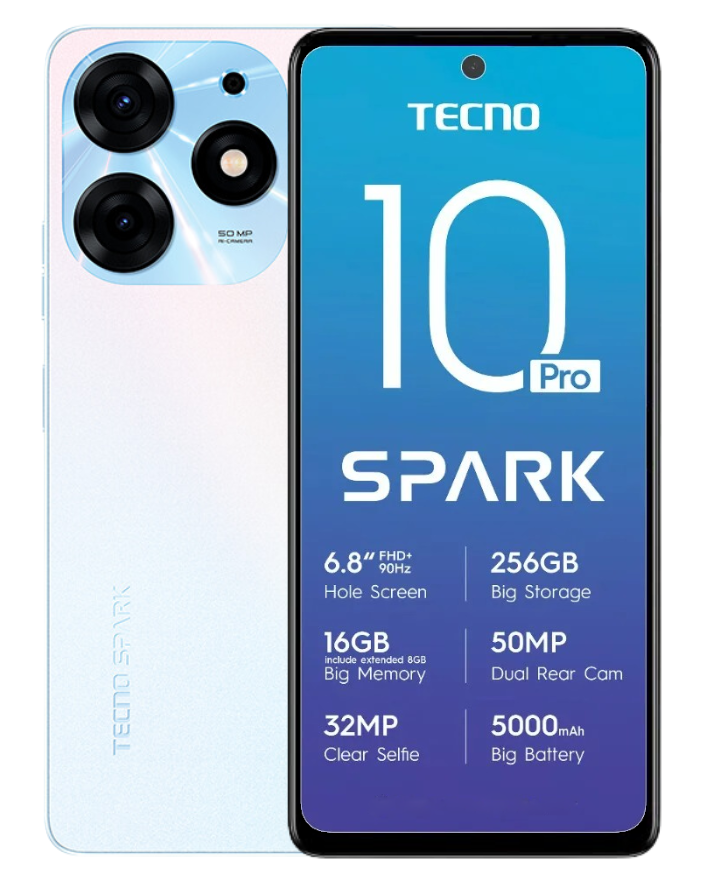 50 MP
AI-CAMERA
TECNO SPARK
TECNO
10
Pro
SPARK
6.8" FHD+
90Hz
Hole Screen
256GB
Big Storage
16GB
include extended 8GB
Big Memory
50MP
Dual Rear Cam
32MP
Clear Selfie
5000mAh
Big Battery